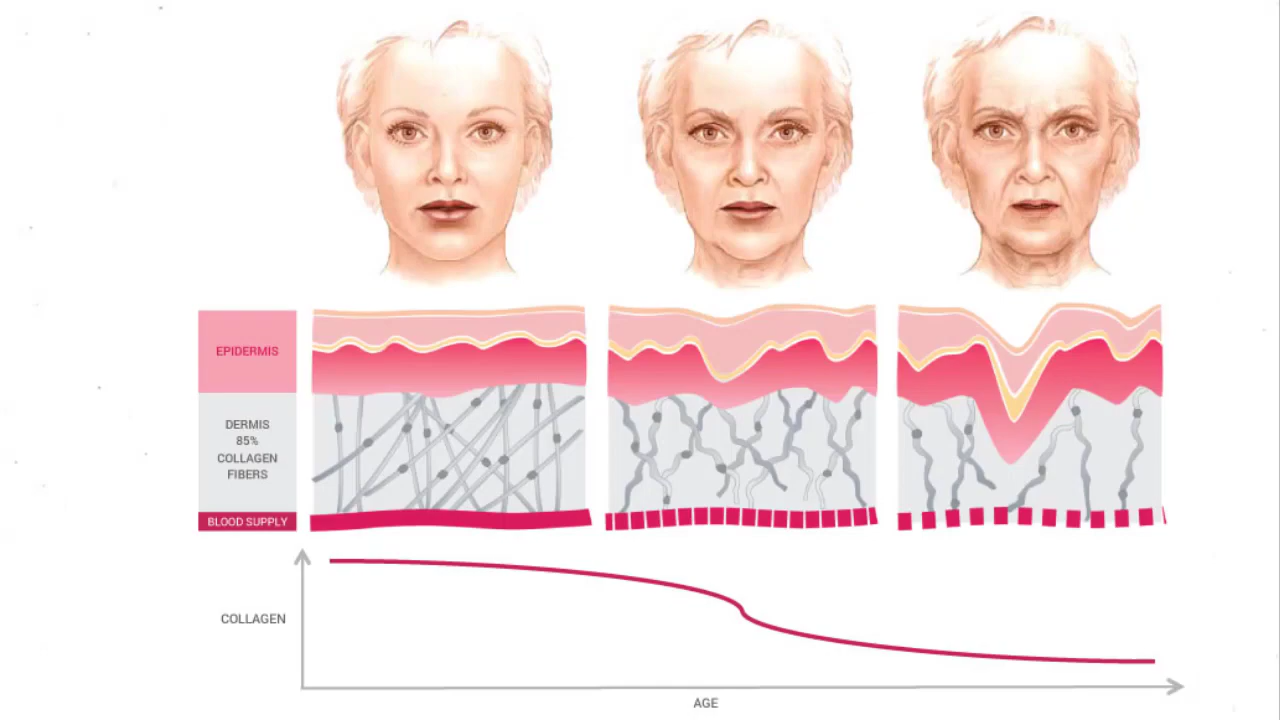 EPIDERMIS
DERMIS
85%
COLLAGEN
FIBERS
BLOOD SUPPLY
COLLAGEN
AGE